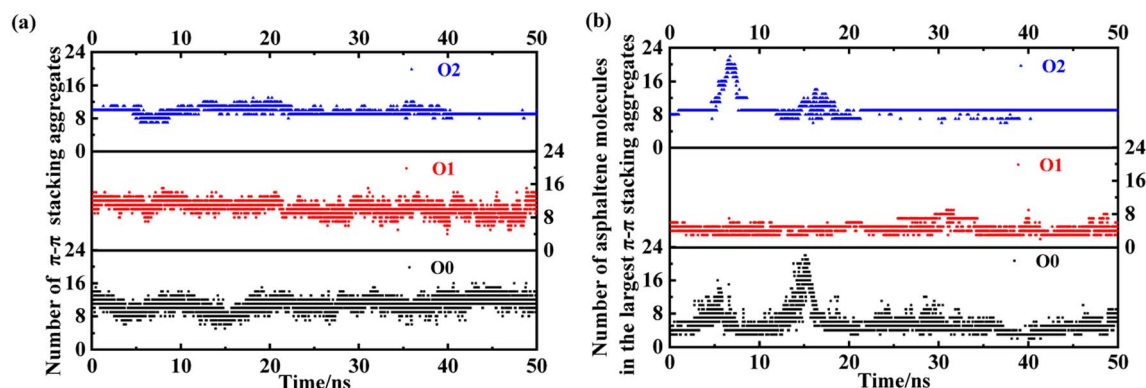 (a)
0 10 20 30 40 50
Number of π-π stacking aggregates
24
16
8
0
O2
24
16
8
0
O1
24
16
8
0
O0
0 10 20 30 40 50
Time/ns
(b)
0 10 20 30 40 50
Number of asphaltene molecules
in the largest π-π stacking aggregates
24
16
8
0
O2
24
16
8
0
O1
24
16
8
0
O0
0 10 20 30 40 50
Time/ns